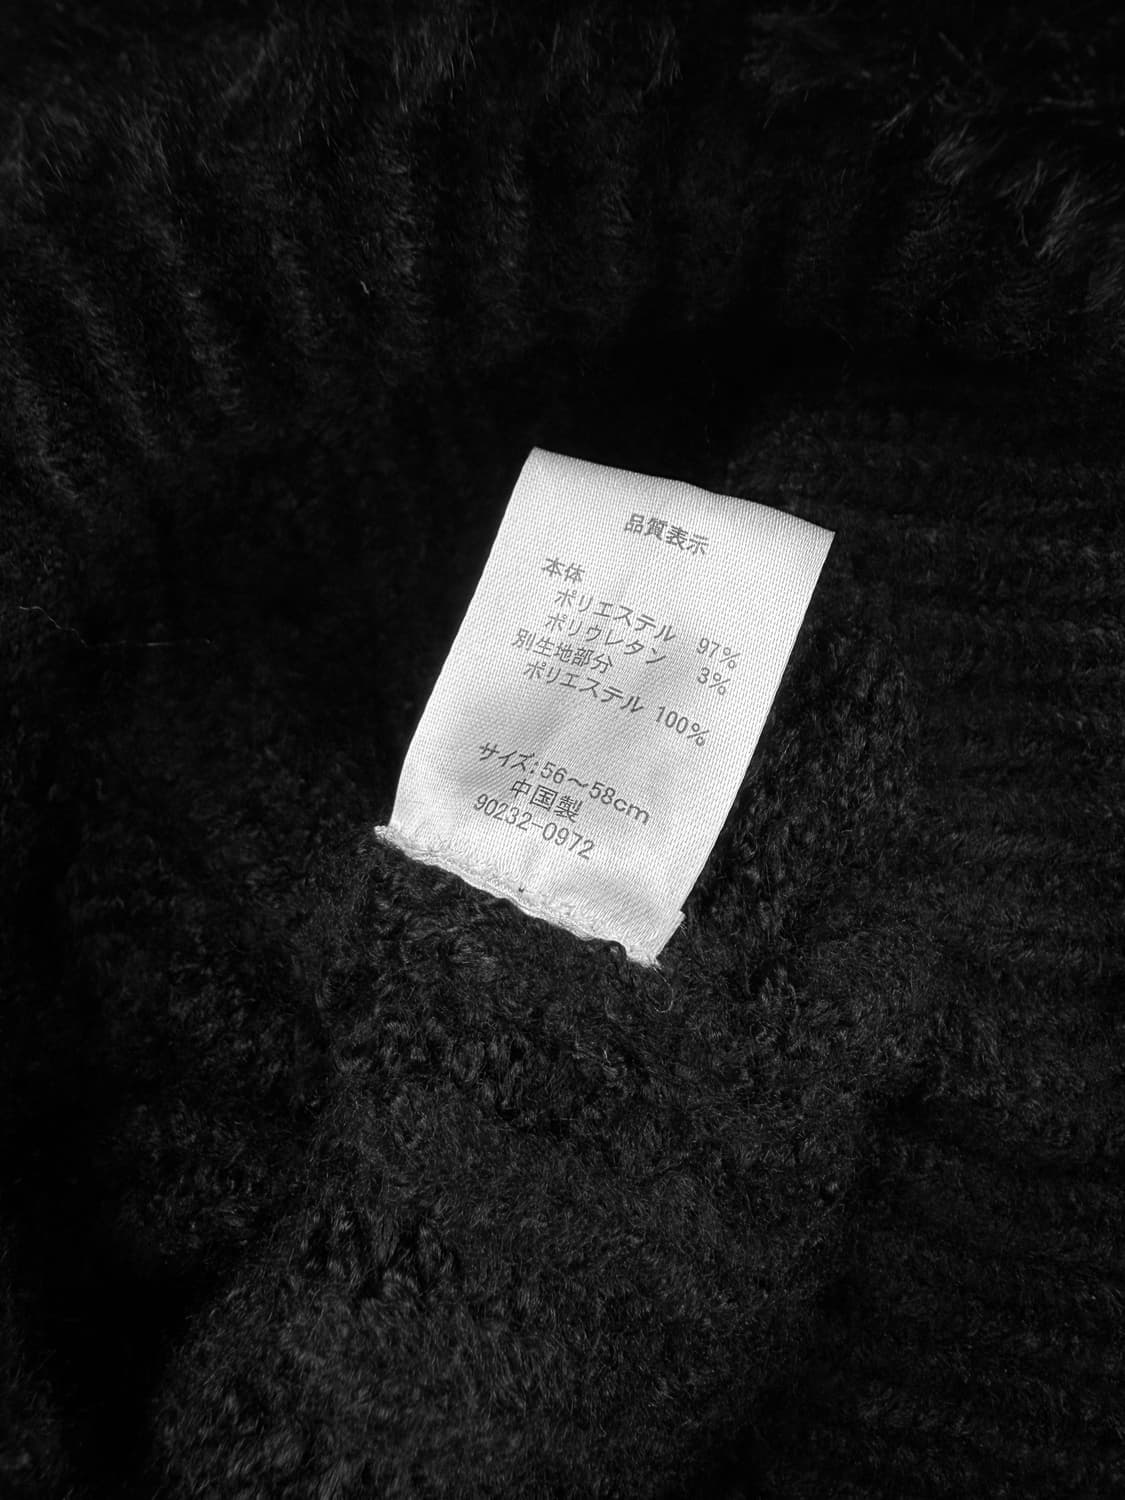 品質表示
本体
ポリエステル 97%
ポリウレタン 3%
別生地部分
ポリエステル 100%
サイズ:56〜58cm
中国製
90232-0972